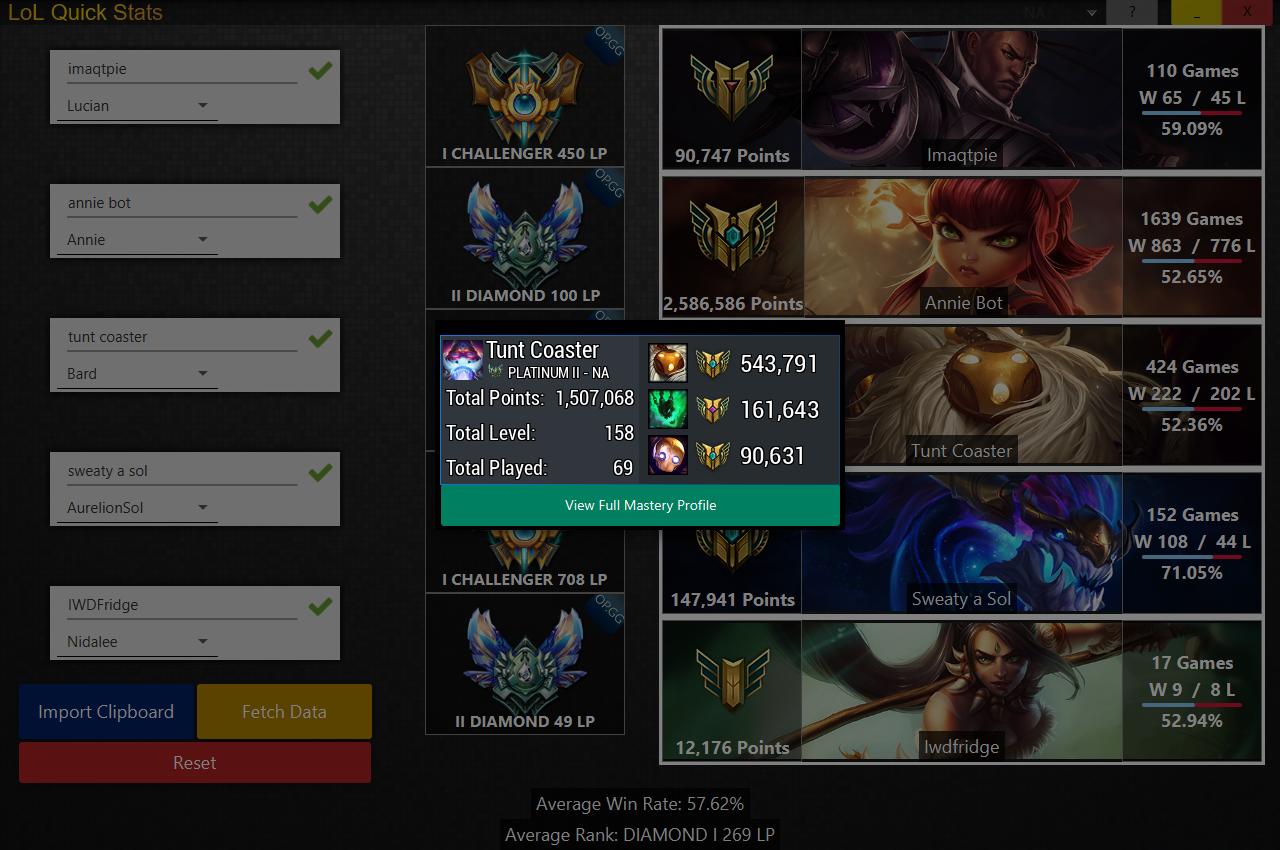 LoL Quick Stats
?
_
X
imaqtpie
Lucian
annie bot
Annie
tunt coaster
Bard
sweaty a sol
AurelionSol
IWDFridge
Nidalee
Import Clipboard
Fetch Data
Reset
OP.GG
I CHALLENGER 450 LP
OP.GG
II DIAMOND 100 LP
I CHALLENGER 708 LP
OP.GG
II DIAMOND 49 LP
90,747 Points
Imaqtpie
110 Games
W 65 / 45 L
59.09%
2,586,586 Points
Annie Bot
1639 Games
W 863 / 776 L
52.65%
Tunt Coaster
424 Games
W 222 / 202 L
52.36%
147,941 Points
Sweaty a Sol
152 Games
W 108 / 44 L
71.05%
12,176 Points
Iwdfridge
17 Games
W 9 / 8 L
52.94%
Tunt Coaster
PLATINUM II - NA
Total Points: 1,507,068
Total Level: 158
Total Played: 69
543,791
161,643
90,631
View Full Mastery Profile
Average Win Rate: 57.62%
Average Rank: DIAMOND I 269 LP